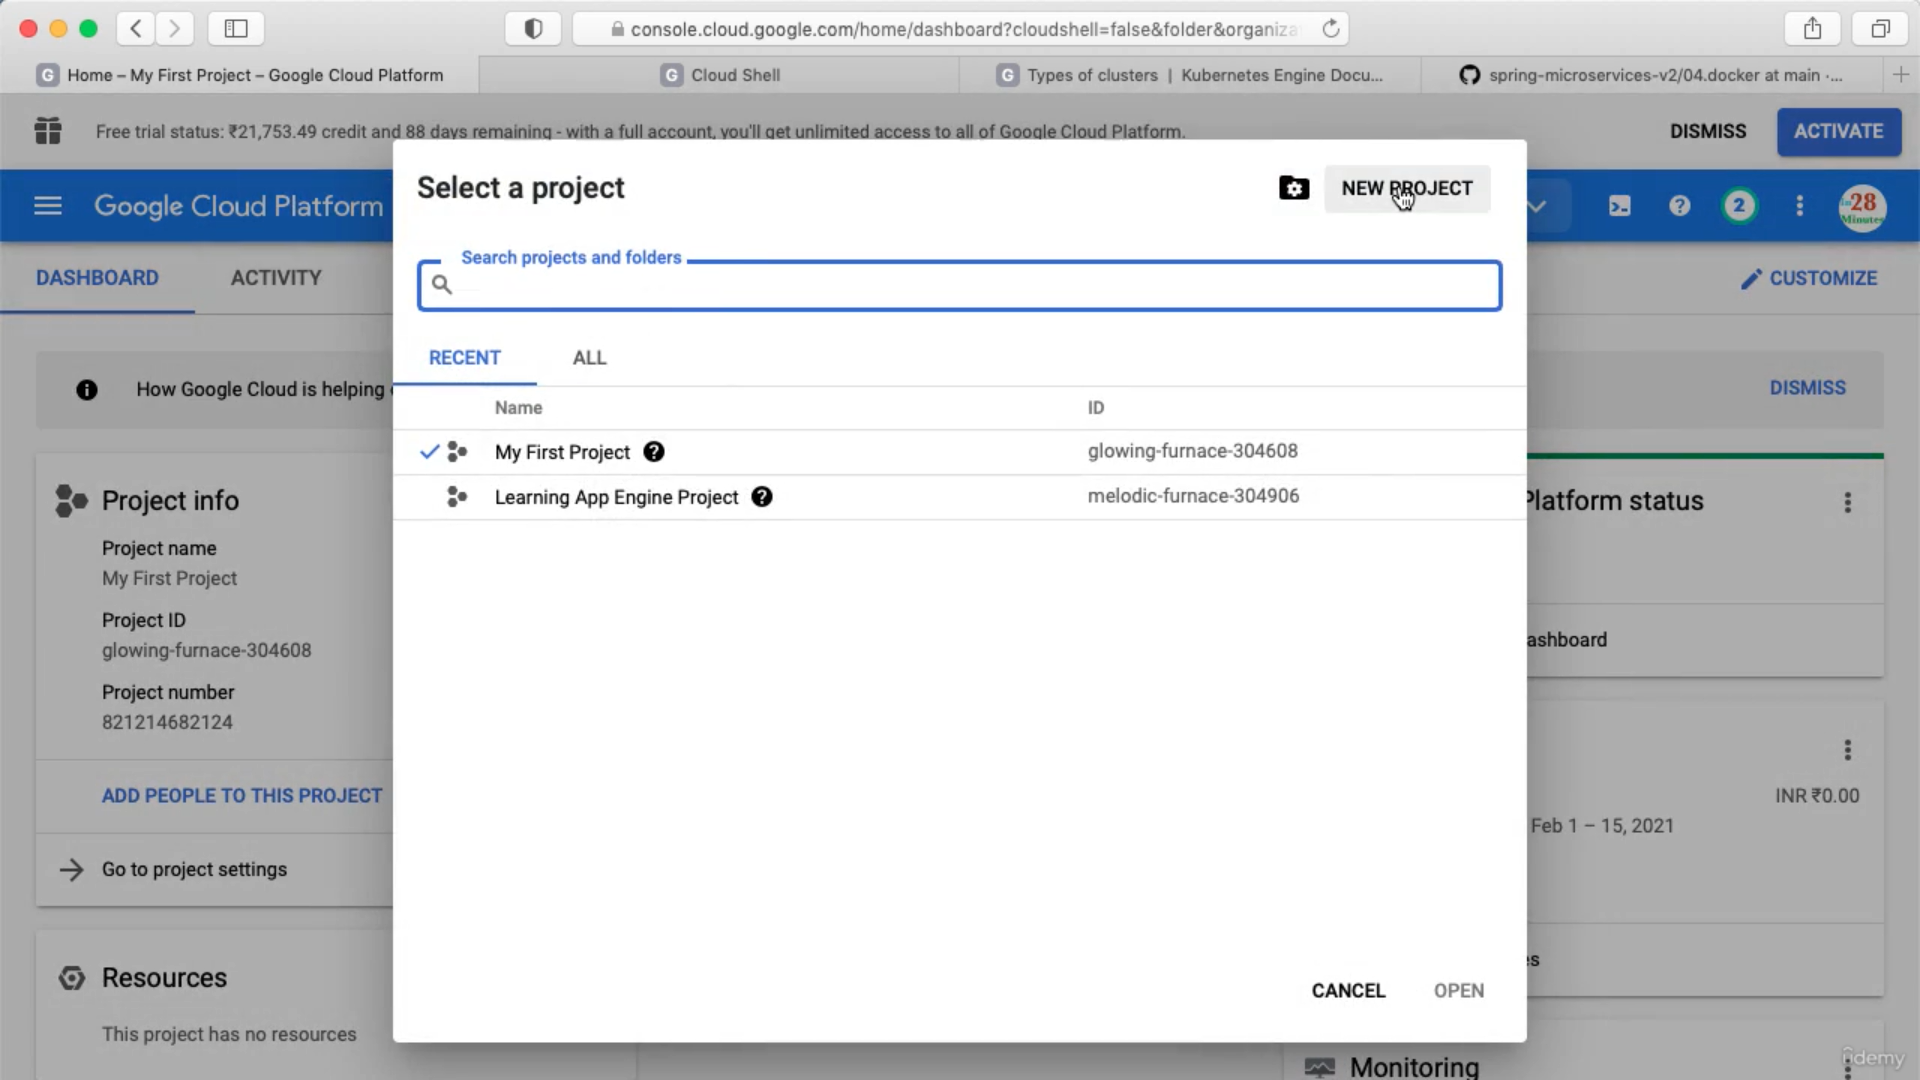 console.cloud.google.com/home/dashboard?cloudshell=false&folder&organiza
G Home – My First Project – Google Cloud Platform
G Cloud Shell
G Types of clusters | Kubernetes Engine Docu...
spring-microservices-v2/04.docker at main ·...
Free trial status: ₹21,753.49 credit and 88 days remaining - with a full account, you'll get unlimited access to all of Google Cloud Platform.
DISMISS
ACTIVATE
Google Cloud Platform
2
in 28 Minutes
Select a project
NEW PROJECT
Search projects and folders
DASHBOARD
ACTIVITY
CUSTOMIZE
RECENT
ALL
How Google Cloud is helping
DISMISS
Name
ID
My First Project
glowing-furnace-304608
Learning App Engine Project
melodic-furnace-304906
Project info
Project name
My First Project
Project ID
glowing-furnace-304608
Project number
821214682124
ADD PEOPLE TO THIS PROJECT
Go to project settings
Platform status
ashboard
INR ₹0.00
Feb 1 – 15, 2021
es
CANCEL
OPEN
Resources
This project has no resources
Monitoring
udemy